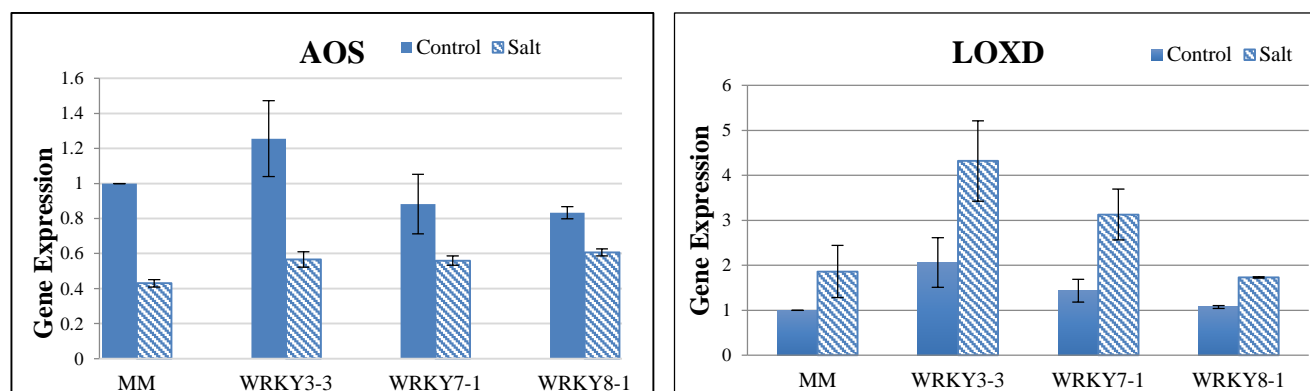 AOS
Control Salt
Gene Expression
1.6
1.4
1.2
1
0.8
0.6
0.4
0.2
0
MM WRKY3-3 WRKY7-1 WRKY8-1
LOXD
Control Salt
Gene Expression
6
5
4
3
2
1
0
MM WRKY3-3 WRKY7-1 WRKY8-1